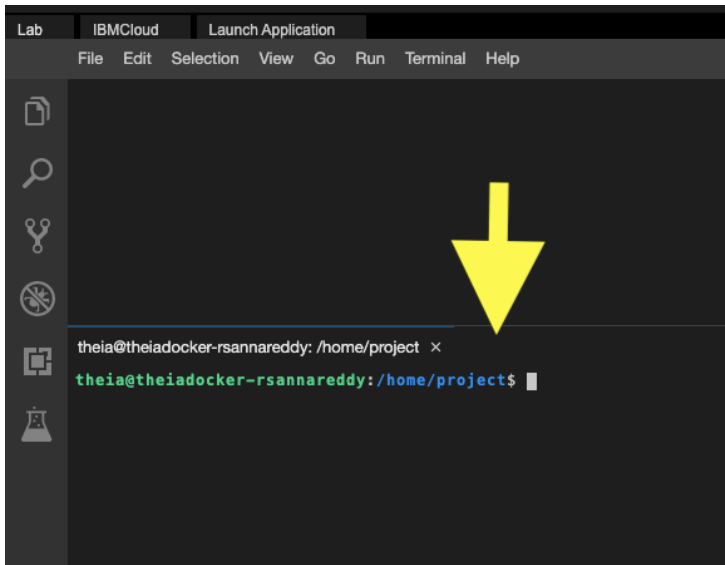 Lab IBMCloud Launch Application
File Edit Selection View Go Run Terminal Help
theia@theiadocker-rsannareddy: /home/project ×
theia@theiadocker-rsannareddy:/home/project$